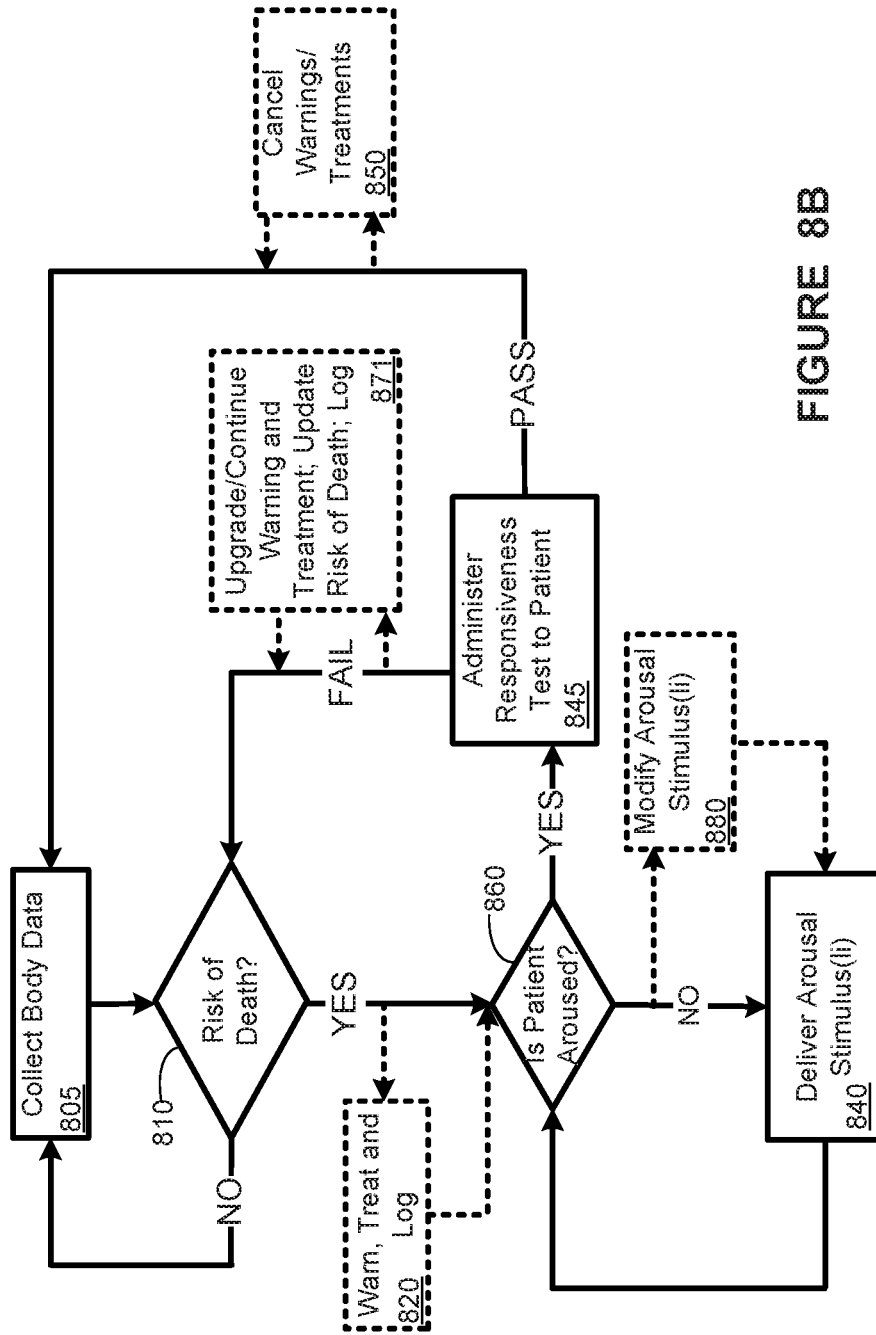 Collect Body Data
805
810
Risk of
Death?
NO
YES
Warn, Treat and
Log
820
860
Is Patient
Aroused?
YES
NO
Modify Arousal
Stimulus(li)
880
Deliver Arousal
Stimulus(li)
840
Administer
Responsiveness
Test to Patient
845
FAIL
Upgrade/Continue
Warning and
Treatment; Update
Risk of Death; Log
871
PASS
Cancel
Warnings/
Treatments
850
FIGURE 8B